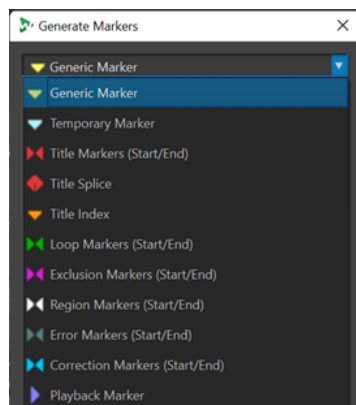 Generate Markers
Generic Marker
Generic Marker
Temporary Marker
Title Markers (Start/End)
Title Splice
Title Index
Loop Markers (Start/End)
Exclusion Markers (Start/End)
Region Markers (Start/End)
Error Markers (Start/End)
Correction Markers (Start/End)
Playback Marker